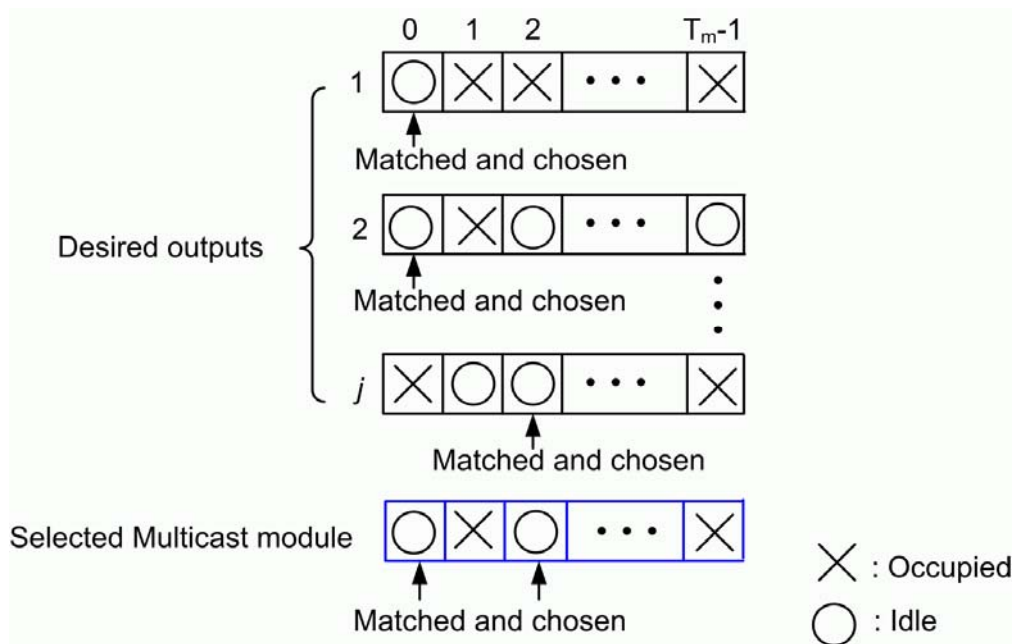 0 1 2 Tm-1
1
Matched and chosen
2
Desired outputs
Matched and chosen
j
Matched and chosen
Selected Multicast module
Matched and chosen
: Occupied
: Idle